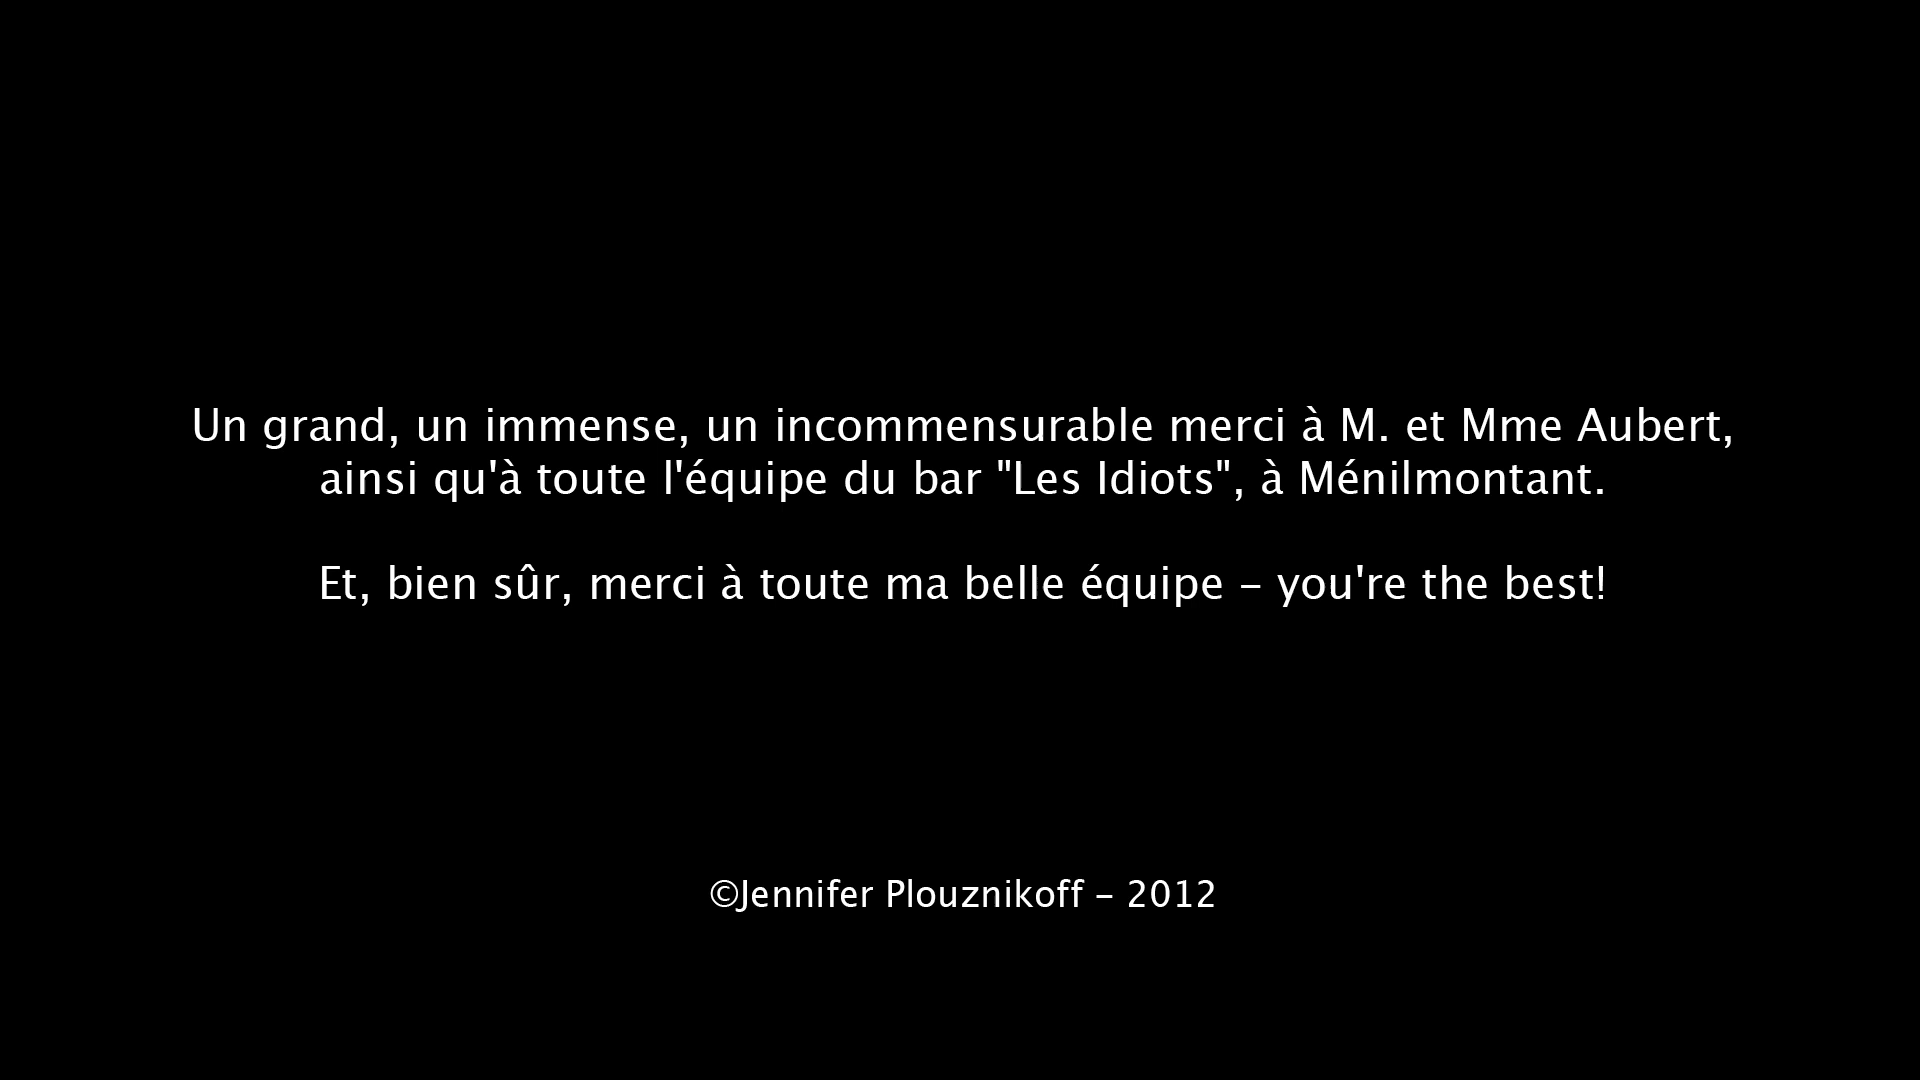 Un grand, un immense, un incommensurable merci à M. et Mme Aubert,
ainsi qu'à toute l'équipe du bar "Les Idiots", à Ménilmontant.
Et, bien sûr, merci à toute ma belle équipe – you're the best!
©Jennifer Plouznikoff – 2012